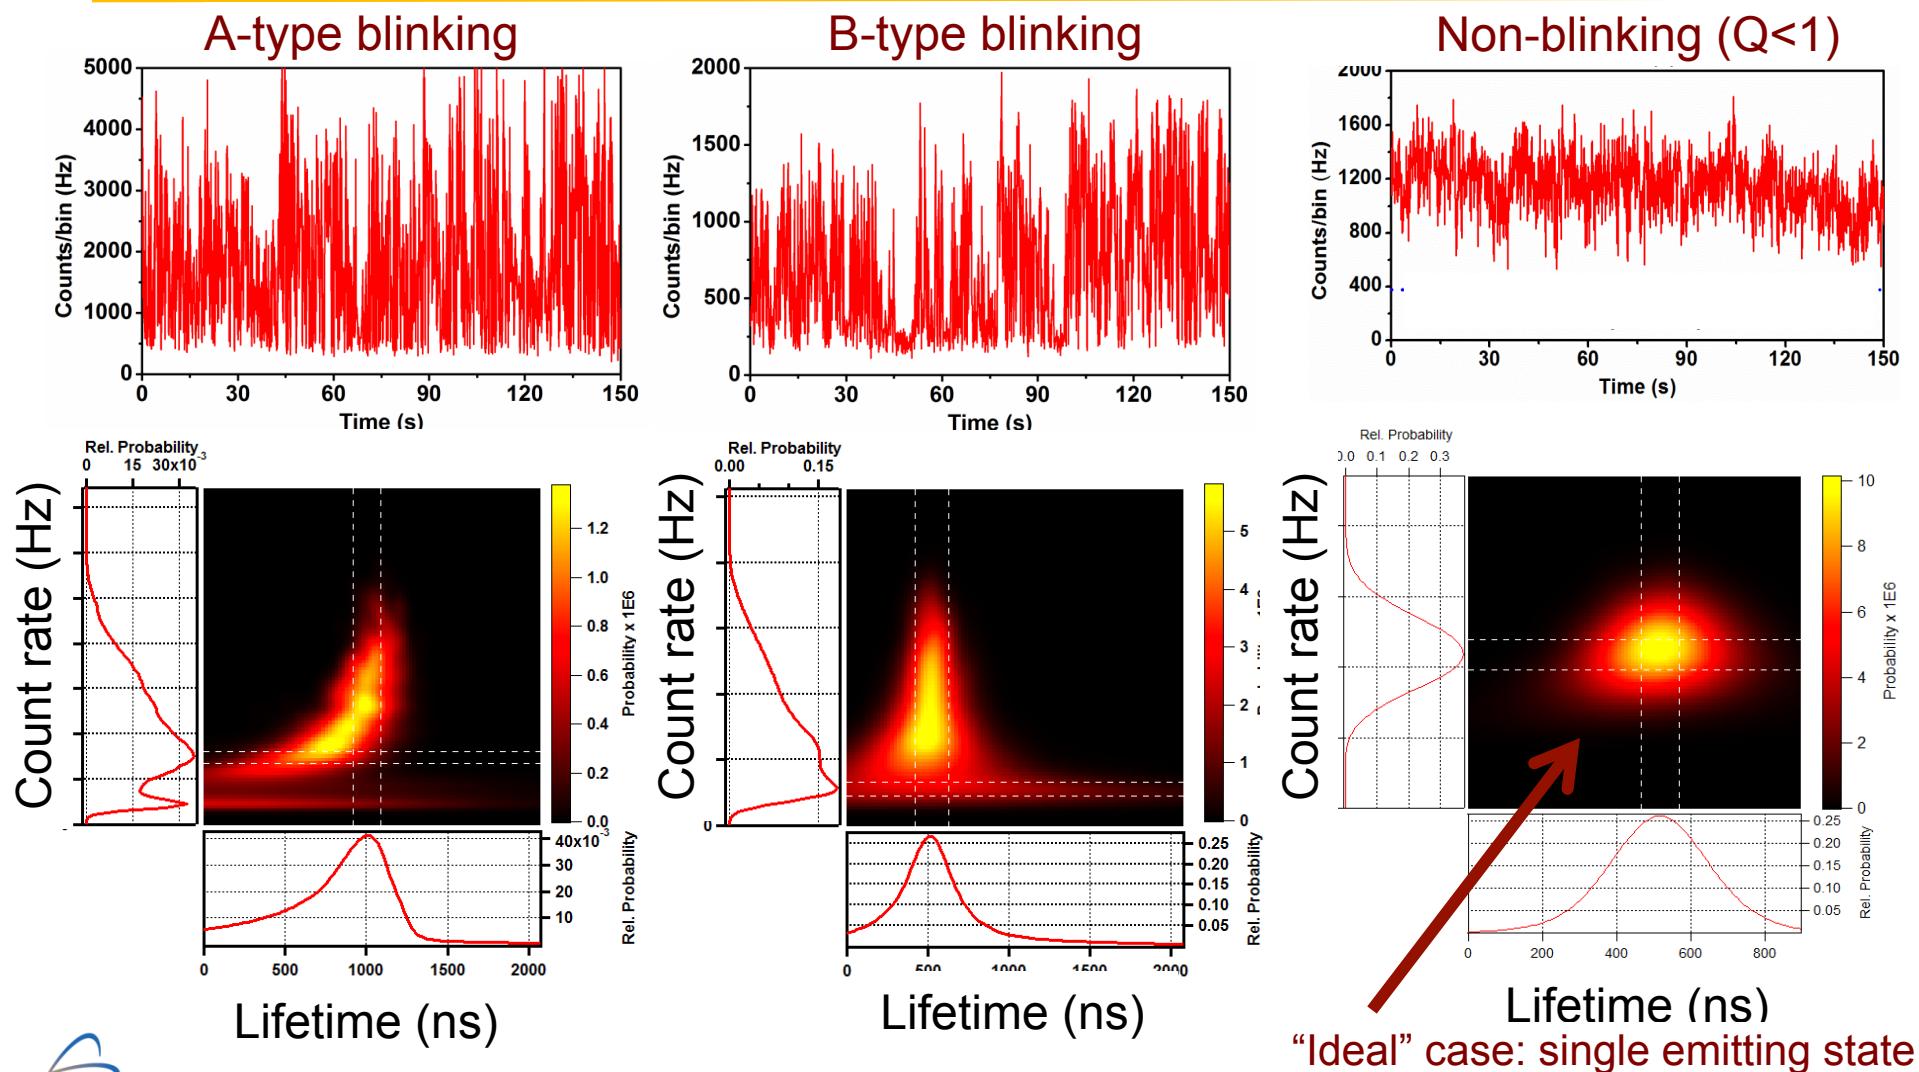 A-type blinking
B-type blinking
Non-blinking (Q<1)
5000
4000
3000
2000
1000
0
Counts/bin (Hz)
0 30 60 90 120 150
Time (s)
2000
1500
1000
500
0
Counts/bin (Hz)
0 30 60 90 120 150
Time (s)
2000
1600
1200
800
400
0
Counts/bin (Hz)
0 30 60 90 120 150
Time (s)
Rel. Probability
0 15 30x10-3
Count rate (Hz)
1.2
1.0
0.8
0.6
0.4
0.2
0.0
Probability x 1E6
40x10-3
30
20
10
Rel. Probability
0 500 1000 1500 2000
Lifetime (ns)
Rel. Probability
0.00 0.15
Count rate (Hz)
0
5
4
3
2
1
0
0.25
0.20
0.15
0.10
0.05
Rel. Probability
0 500 1000 1500 2000
Lifetime (ns)
Rel. Probability
0.0 0.1 0.2 0.3
Count rate (Hz)
10
8
6
4
2
0
Probability x 1E6
0.25
0.20
0.15
0.10
0.05
Rel. Probability
0 200 400 600 800
Lifetime (ns)
“Ideal” case: single emitting state